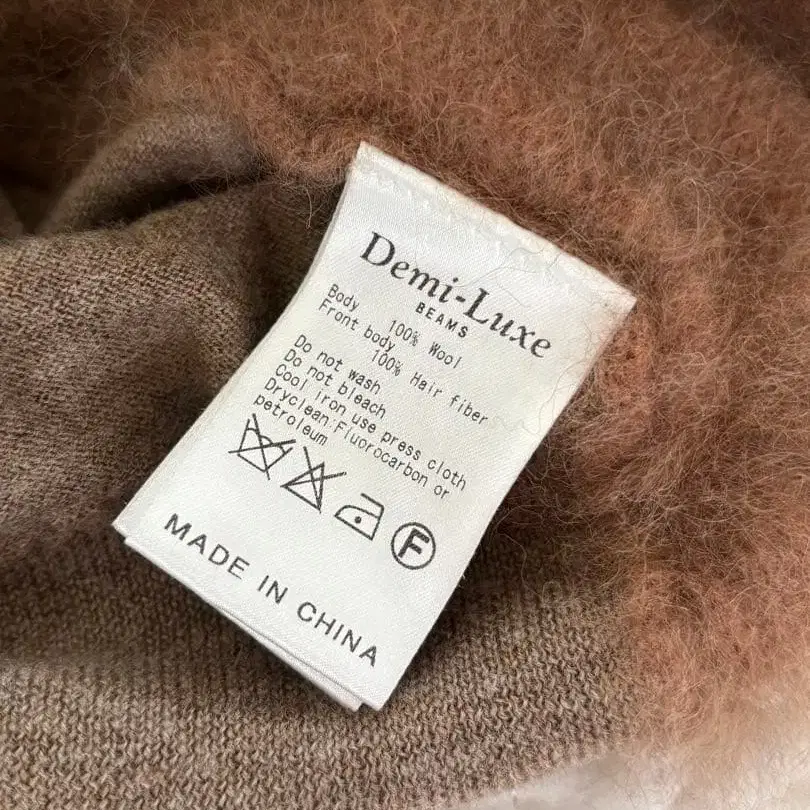 Demi-Luxe
BEAMS
Body 100% Wool
Front body
100% Hair fiber
Do not wash
Do not bleach
Cool iron use press cloth
Dryclean:Fluorocarbon or
petroleum
F
MADE IN CHINA